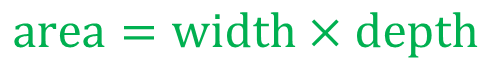 area = width × depth